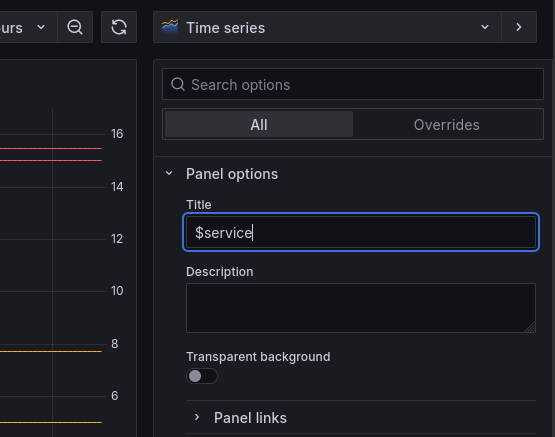 ours
Time series
Search options
All
Overrides
Panel options
Title
$service
Description
Transparent background
Panel links
16
14
12
10
8
6